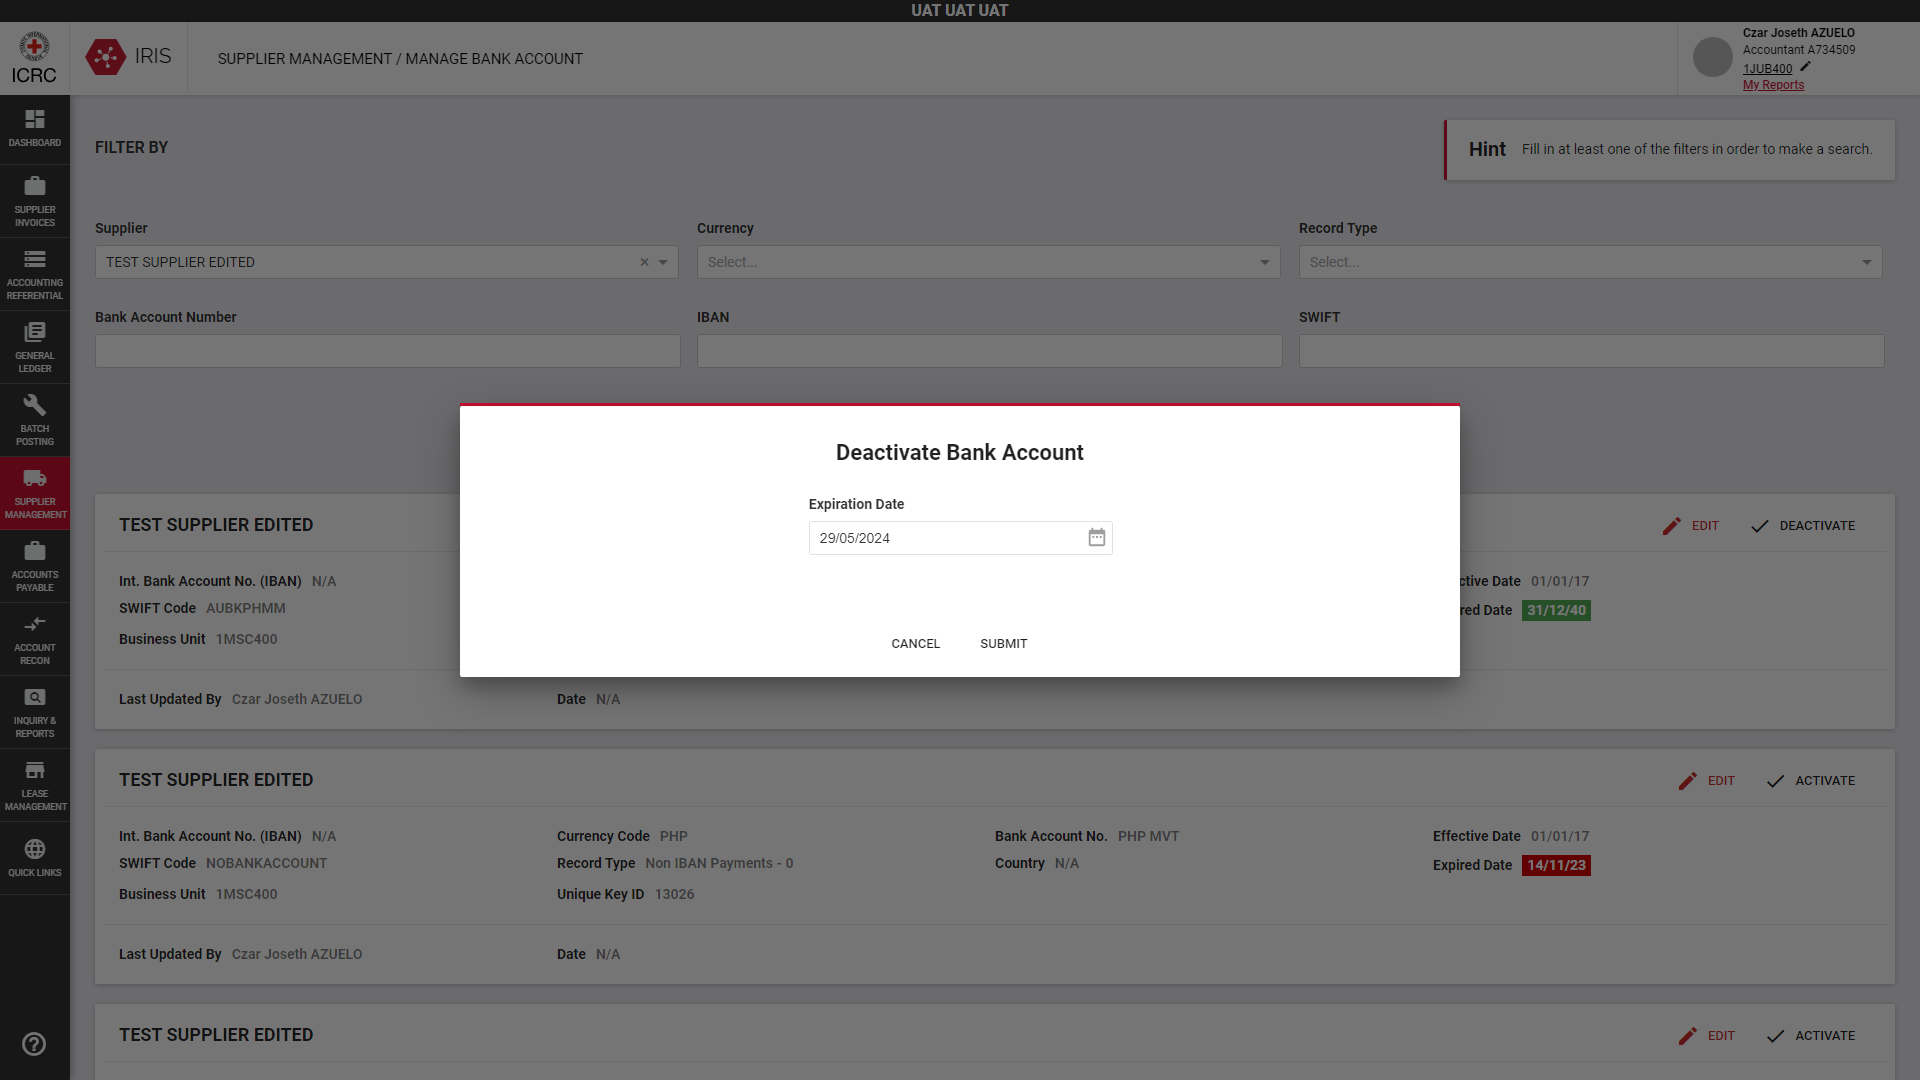 UAT UAT UAT
ICRC
IRIS
SUPPLIER MANAGEMENT / MANAGE BANK ACCOUNT
Czar Joseth AZUELO
Accountant A734509
1JUB400
My Reports
DASHBOARD
SUPPLIER
INVOICES
ACCOUNTING
REFERENTIAL
GENERAL
LEDGER
BATCH
POSTING
SUPPLIER
MANAGEMENT
ACCOUNTS
PAYABLE
ACCOUNT
RECON
INQUIRY &
REPORTS
LEASE
MANAGEMENT
QUICK LINKS
FILTER BY
Hint Fill in at least one of the filters in order to make a search.
Supplier
TEST SUPPLIER EDITED
Currency
Select...
Record Type
Select...
Bank Account Number
IBAN
SWIFT
Deactivate Bank Account
Expiration Date
29/05/2024
CANCEL SUBMIT
TEST SUPPLIER EDITED
EDIT DEACTIVATE
Int. Bank Account No. (IBAN) N/A
ctive Date 01/01/17
SWIFT Code AUBKPHMM
red Date 31/12/40
Business Unit 1MSC400
Last Updated By Czar Joseth AZUELO Date N/A
TEST SUPPLIER EDITED
EDIT ACTIVATE
Int. Bank Account No. (IBAN) N/A Currency Code PHP Bank Account No. PHP MVT Effective Date 01/01/17
SWIFT Code NOBANKACCOUNT Record Type Non IBAN Payments - 0 Country N/A Expired Date 14/11/23
Business Unit 1MSC400 Unique Key ID 13026
Last Updated By Czar Joseth AZUELO Date N/A
TEST SUPPLIER EDITED
EDIT ACTIVATE